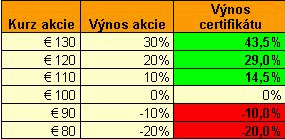 Kurz akcie Výnos akcie Výnos certifikátu
€ 130 30% 43,5%
€ 120 20% 29,0%
€ 110 10% 14,5%
€ 100 0% 0%
€ 90 -10% -10,0%
€ 80 -20% -20,0%